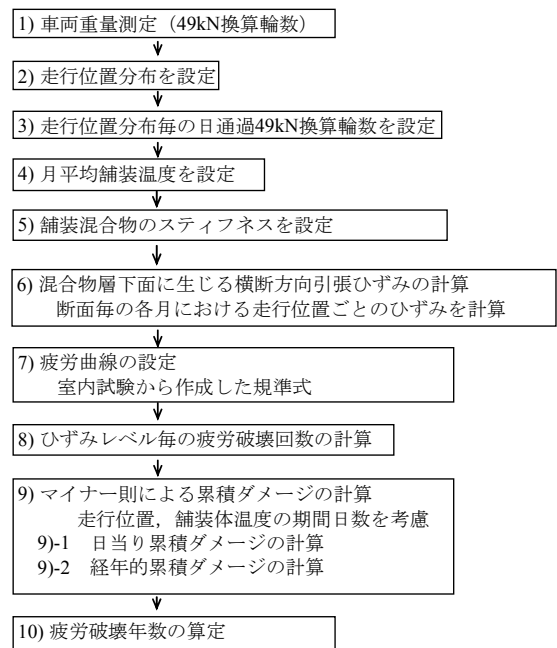 1) 車両重量測定（49kN換算輪数）
2) 走行位置分布を設定
3) 走行位置分布毎の日通過49kN換算輪数を設定
4) 月平均舗装温度を設定
5) 舗装混合物のスティフネスを設定
6) 混合物層下面に生じる横断方向引張ひずみの計算
断面毎の各月における走行位置ごとのひずみを計算
7) 疲労曲線の設定
室内試験から作成した規準式
8) ひずみレベル毎の疲労破壊回数の計算
9) マイナー則による累積ダメージの計算
走行位置，舗装体温度の期間日数を考慮
9)-1　日当り累積ダメージの計算
9)-2　経年的累積ダメージの計算
10) 疲労破壊年数の算定